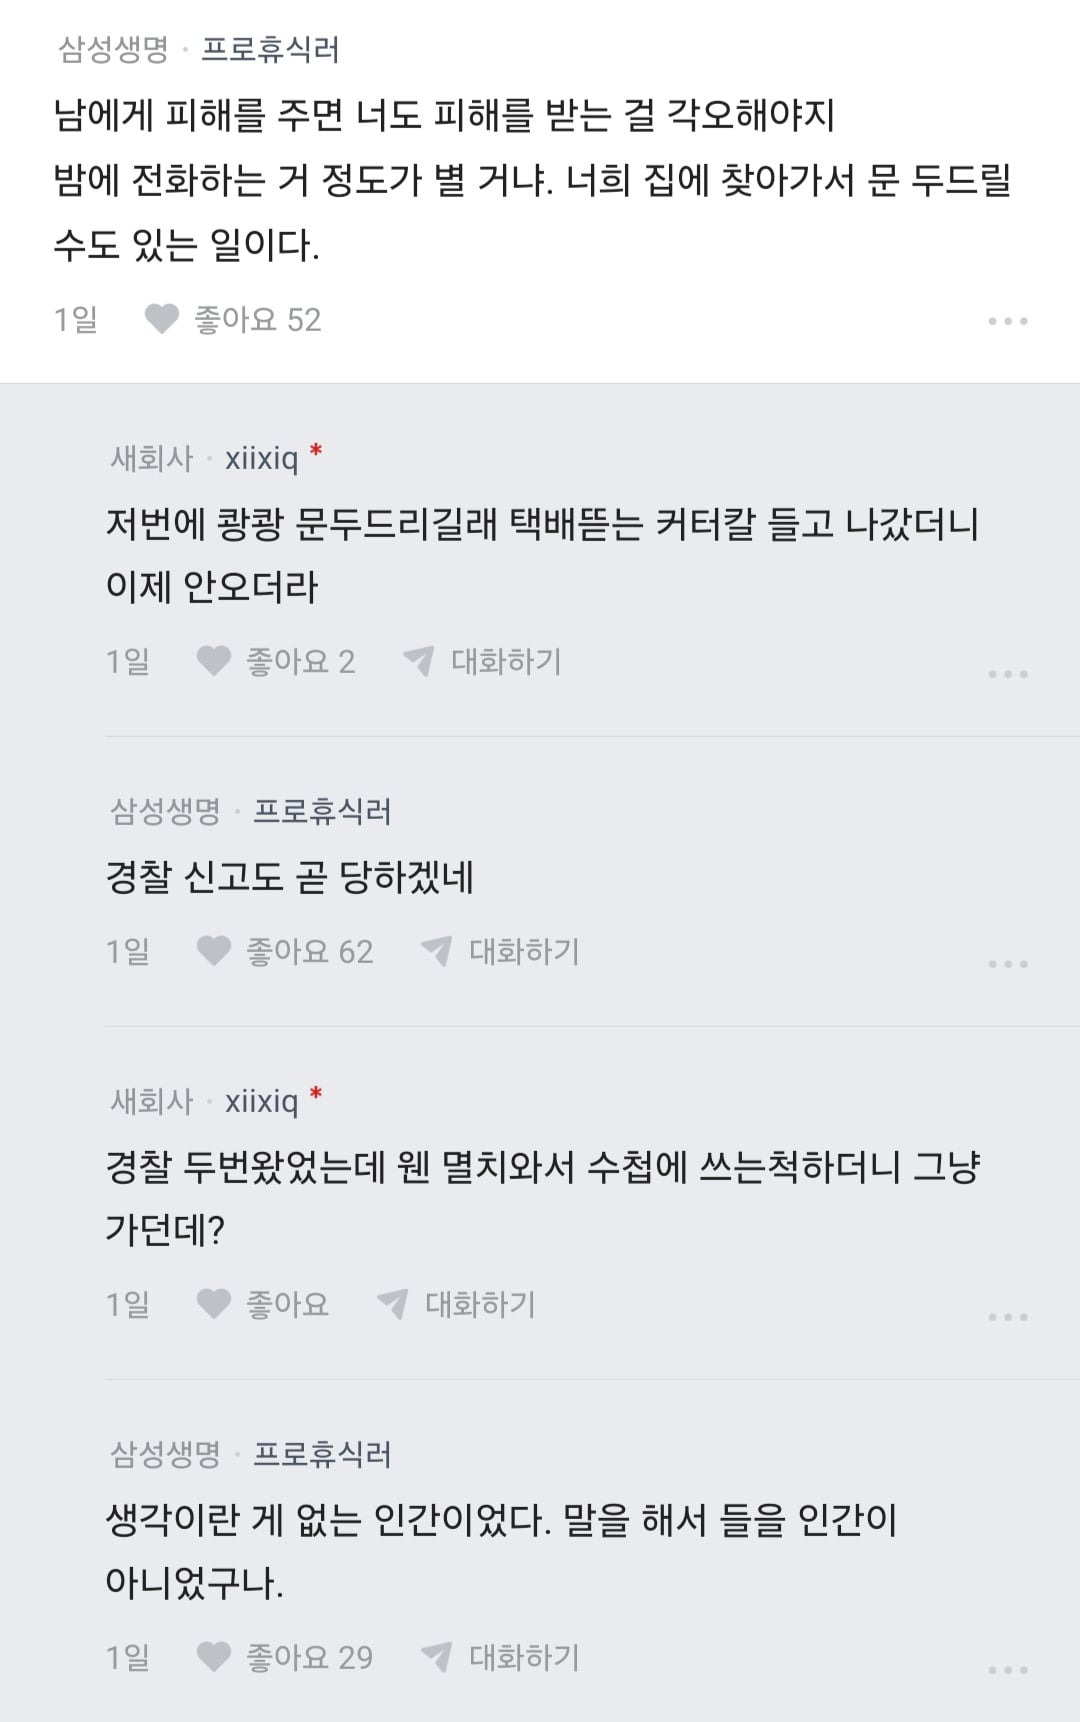 삼성생명 · 프로휴식러
남에게 피해를 주면 너도 피해를 받는 걸 각오해야지
밤에 전화하는 거 정도가 별 거냐. 너희 집에 찾아가서 문 두드릴
수도 있는 일이다.
1일 좋아요 52
새회사 · xiixiq *
저번에 쾅쾅 문두드리길래 택배뜯는 커터칼 들고 나갔더니
이제 안오더라
1일 좋아요 2 대화하기
삼성생명 · 프로휴식러
경찰 신고도 곧 당하겠네
1일 좋아요 62 대화하기
새회사 · xiixiq *
경찰 두번왔었는데 웬 멸치와서 수첩에 쓰는척하더니 그냥
가던데?
1일 좋아요 대화하기
삼성생명 · 프로휴식러
생각이란 게 없는 인간이었다. 말을 해서 들을 인간이
아니었구나.
1일 좋아요 29 대화하기